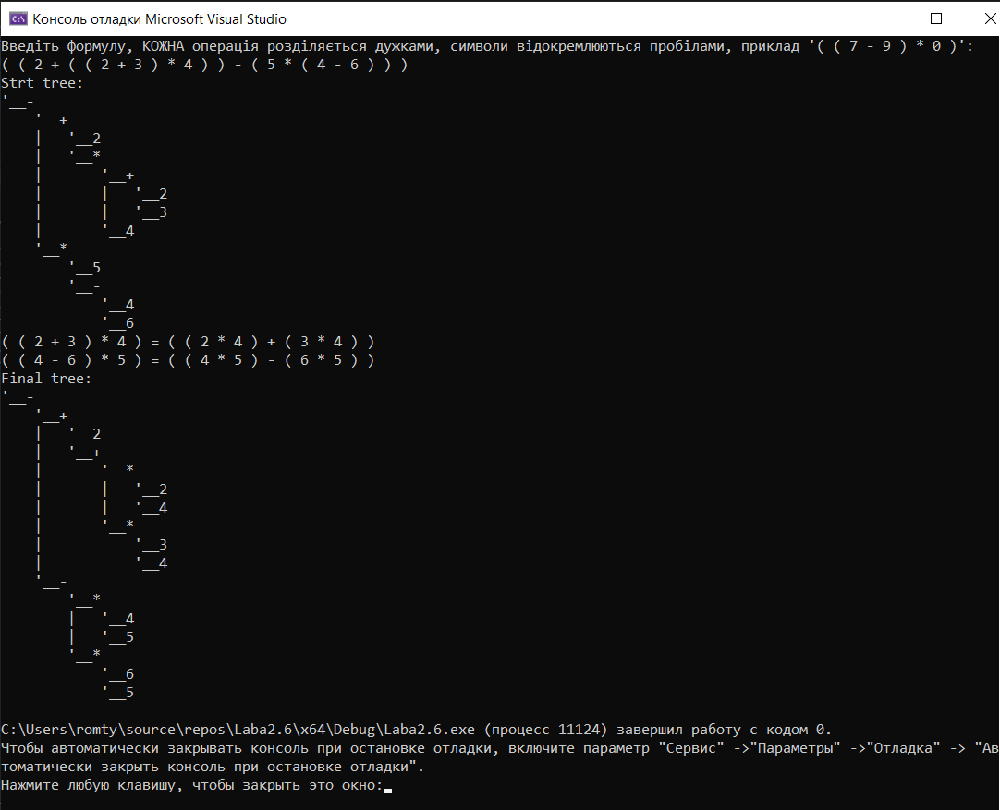 Консоль отладки Microsoft Visual Studio
Введіть формулу, КОЖНА операція розділяється дужками, символи відокремлюються пробілами, приклад '( ( 7 - 9 ) * 0 )':
( ( 2 + ( ( 2 + 3 ) * 4 ) ) - ( 5 * ( 4 - 6 ) ) )
Strt tree:
'__-
    '__+
    |   '__2
    |   '__*
    |       '__+
    |       |   '__2
    |       |   '__3
    |       '__4
    '__*
        '__5
        '__-
            '__4
            '__6
( ( 2 + 3 ) * 4 ) = ( ( 2 * 4 ) + ( 3 * 4 ) )
( ( 4 - 6 ) * 5 ) = ( ( 4 * 5 ) - ( 6 * 5 ) )
Final tree:
'__-
    '__+
    |   '__2
    |   '__+
    |       '__*
    |       |   '__2
    |       |   '__4
    |       '__*
    |           '__3
    |           '__4
    '__-
        '__*
        |   '__4
        |   '__5
        '__*
            '__6
            '__5
C:\Users\romty\source\repos\Laba2.6\x64\Debug\Laba2.6.exe (процесс 11124) завершил работу с кодом 0.
Чтобы автоматически закрывать консоль при остановке отладки, включите параметр "Сервис" ->"Параметры" ->"Отладка" -> "Ав
томатически закрыть консоль при остановке отладки".
Нажмите любую клавишу, чтобы закрыть это окно: